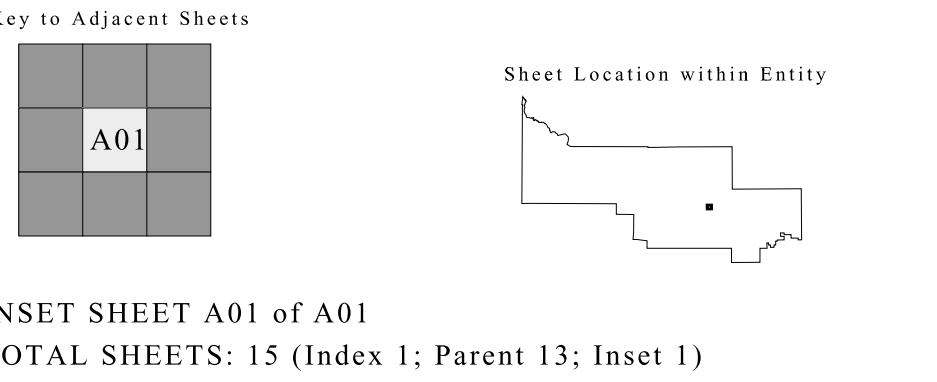 ey to Adjacent Sheets
A01
Sheet Location within Entity
NSET SHEET A01 of A01
OTAL SHEETS: 15 (Index 1; Parent 13; Inset 1)